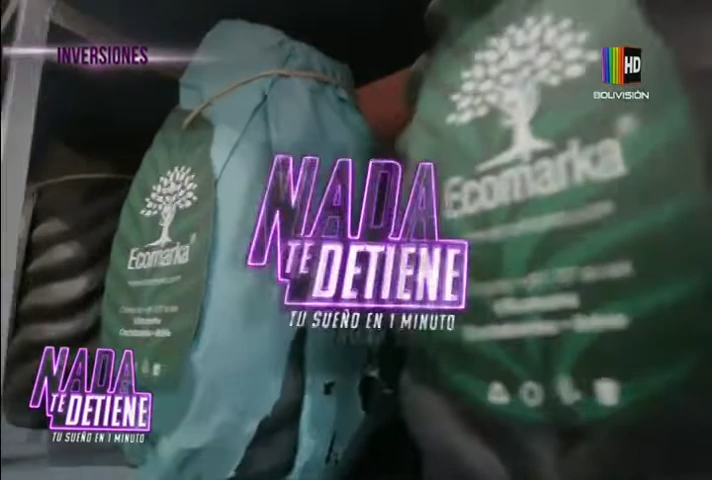 INVERSIONES
HD
BOLIVISIÓN
NADA
TE DETIENE
TU SUEÑO EN 1 MINUTO
Ecomarka
Ecomarka
NADA
TE DETIENE
TU SUEÑO EN 1 MINUTO